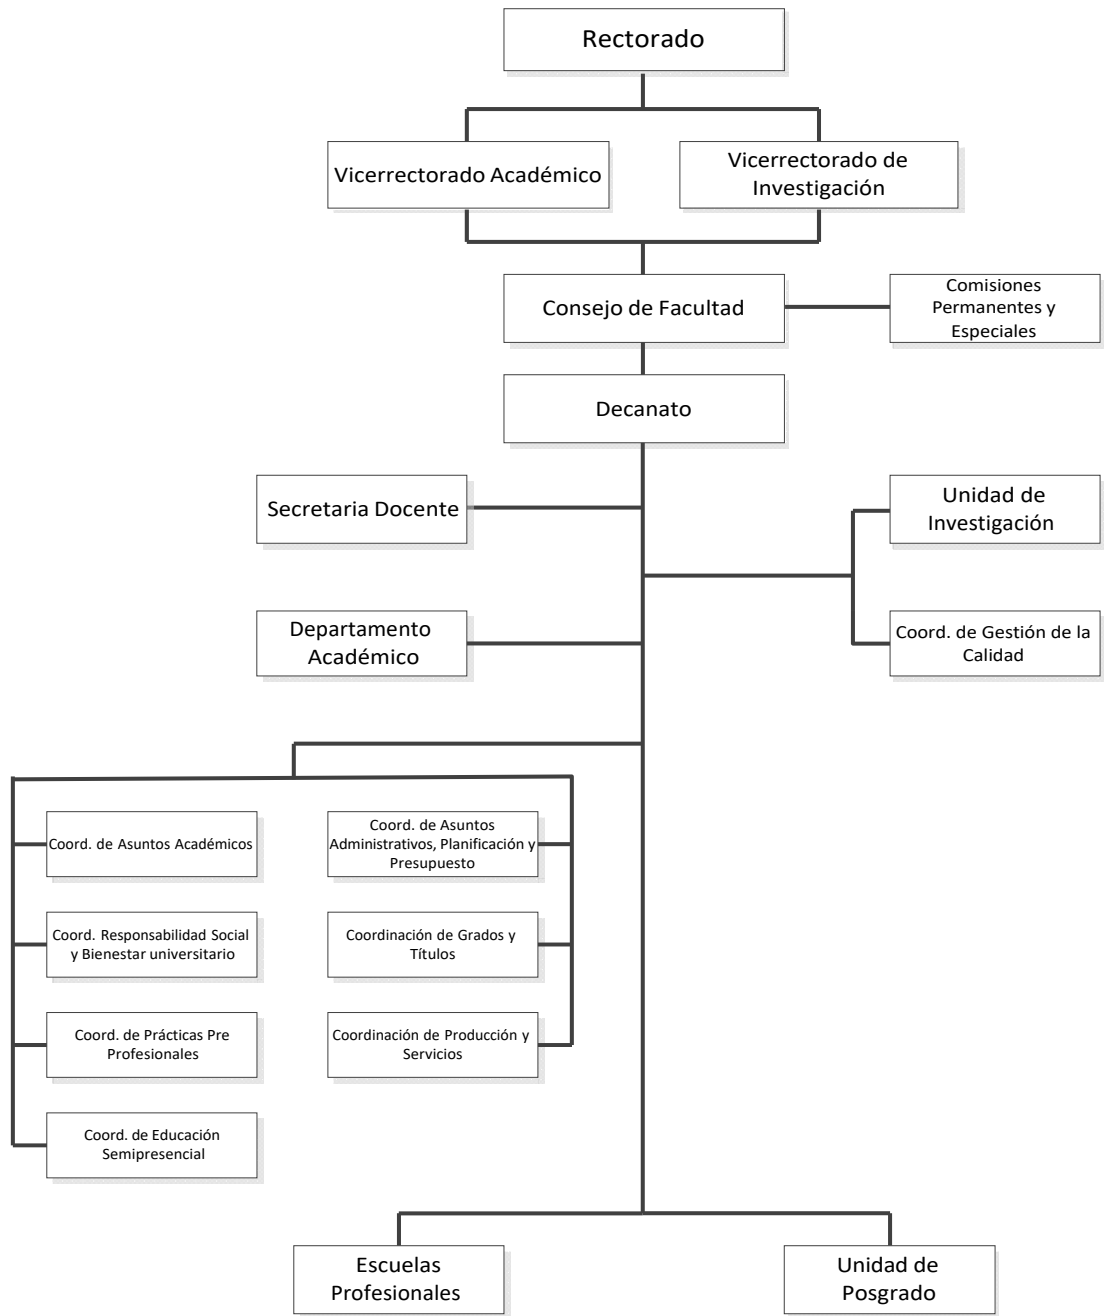 Rectorado
Vicerrectorado Académico
Vicerrectorado de
Investigación
Consejo de Facultad
Comisiones
Permanentes y
Especiales
Decanato
Secretaria Docente
Unidad de
Investigación
Departamento
Académico
Coord. de Gestión de la
Calidad
Coord. de Asuntos Académicos
Coord. de Asuntos
Administrativos, Planificación y
Presupuesto
Coord. Responsabilidad Social
y Bienestar universitario
Coordinación de Grados y
Títulos
Coord. de Prácticas Pre
Profesionales
Coordinación de Producción y
Servicios
Coord. de Educación
Semipresencial
Escuelas
Profesionales
Unidad de
Posgrado